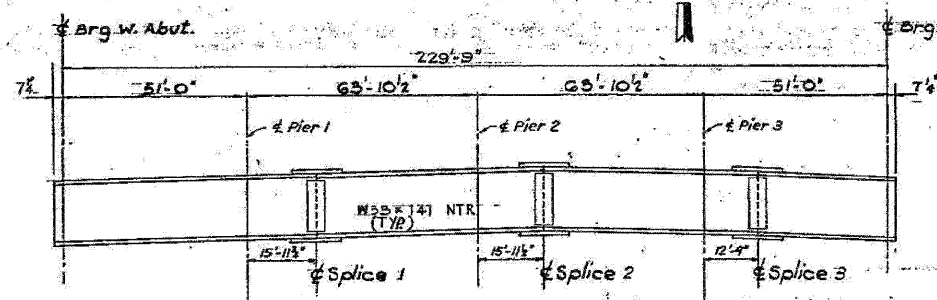 ℄ Brg. W. Abut.
℄ Brg.
229'-9"
7¼" 51'-0" 63'-10½" 63'-10½" 51'-0" 7¼"
℄ Pier 1
℄ Pier 2
℄ Pier 3
W33 x 141 NTR
(TYP.)
15'-11½" 15'-11½" 12'-4"
℄ Splice 1 ℄ Splice 2 ℄ Splice 3